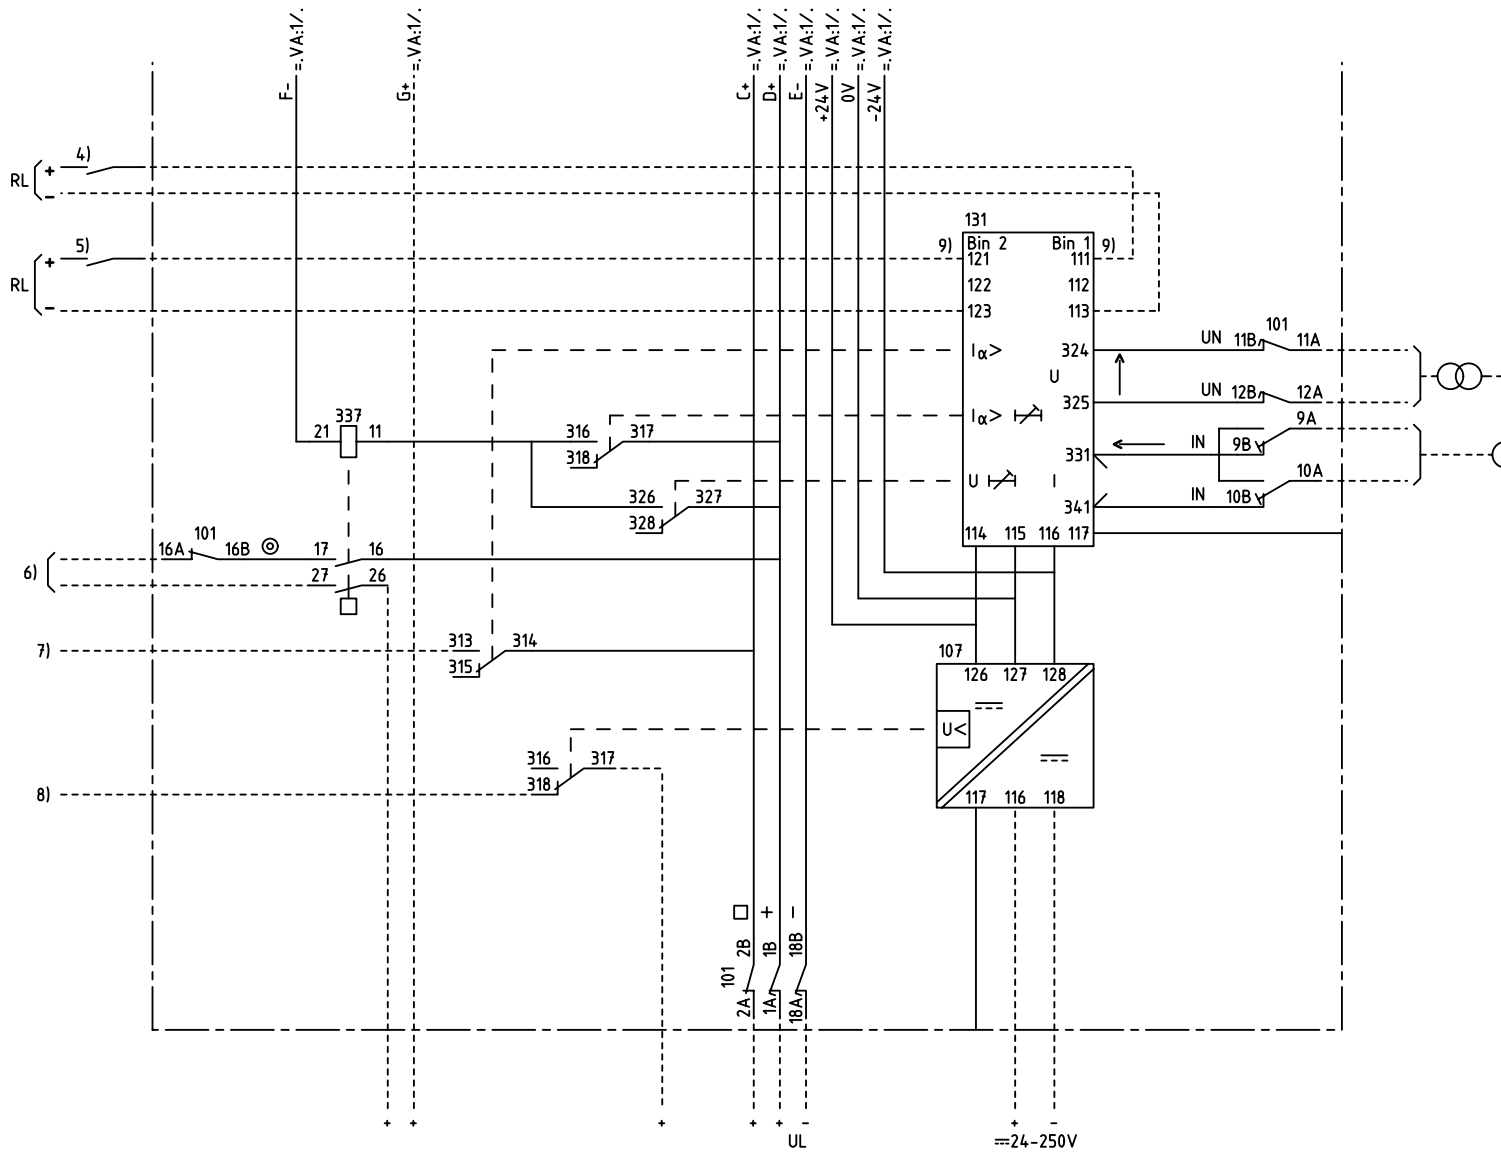 =.VA:1/. =.VA:1/. =.VA:1/. =.VA:1/. =.VA:1/. =.VA:1/. =.VA:1/. =.VA:1/.
F- G+ C+ D+ E- +24V 0V -24V
4)
RL + -
5)
RL + -
131
9) Bin 2 Bin 1 9)
121 111
122 112
123 113
Iα> 324 UN 11B 101 11A
U
325 UN 12B 12A
Iα>
9A
331 IN 9B
U I
10A
341 IN 10B
114 115 116 117
337
21 11 316 317
318
326 327
328
101
16A 16B 17 16
6)
27 26
7) 313 314
315
107
126 127 128
U<
316 317
8) 318
117 116 118
+ -
2B 1B 18B
101
2A 1A 18A
+ + + + + - + -
UL ⎓24-250V